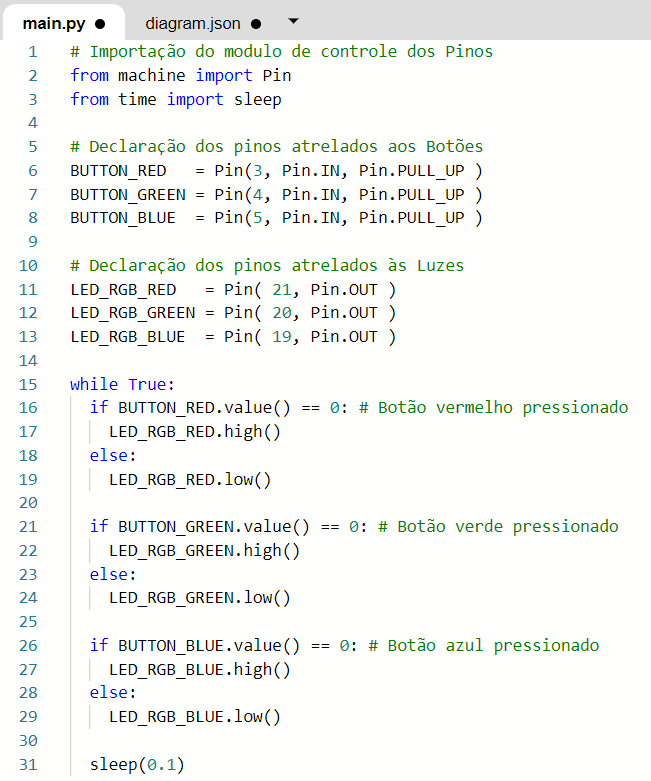 main.py ● diagram.json ●
1 # Importação do modulo de controle dos Pinos
2 from machine import Pin
3 from time import sleep
4
5 # Declaração dos pinos atrelados aos Botões
6 BUTTON_RED   = Pin(3, Pin.IN, Pin.PULL_UP )
7 BUTTON_GREEN = Pin(4, Pin.IN, Pin.PULL_UP )
8 BUTTON_BLUE  = Pin(5, Pin.IN, Pin.PULL_UP )
9
10 # Declaração dos pinos atrelados às Luzes
11 LED_RGB_RED   = Pin( 21, Pin.OUT )
12 LED_RGB_GREEN = Pin( 20, Pin.OUT )
13 LED_RGB_BLUE  = Pin( 19, Pin.OUT )
14
15 while True:
16   if BUTTON_RED.value() == 0: # Botão vermelho pressionado
17     LED_RGB_RED.high()
18   else:
19     LED_RGB_RED.low()
20
21   if BUTTON_GREEN.value() == 0: # Botão verde pressionado
22     LED_RGB_GREEN.high()
23   else:
24     LED_RGB_GREEN.low()
25
26   if BUTTON_BLUE.value() == 0: # Botão azul pressionado
27     LED_RGB_BLUE.high()
28   else:
29     LED_RGB_BLUE.low()
30
31   sleep(0.1)